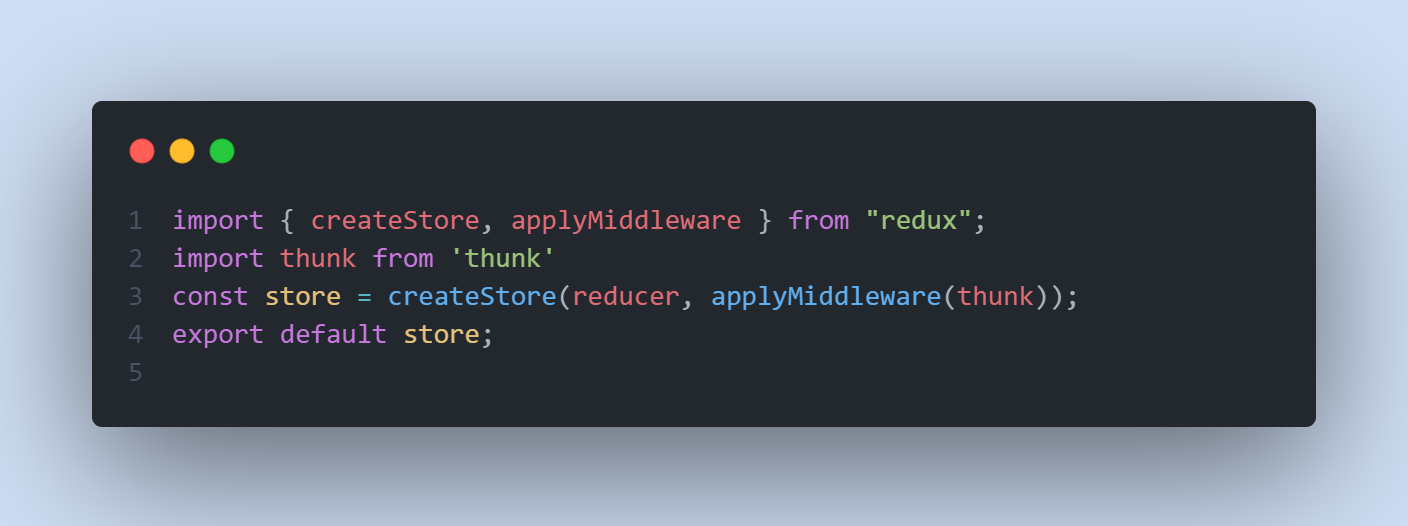 1 import { createStore, applyMiddleware } from "redux";
2 import thunk from 'thunk'
3 const store = createStore(reducer, applyMiddleware(thunk));
4 export default store;
5